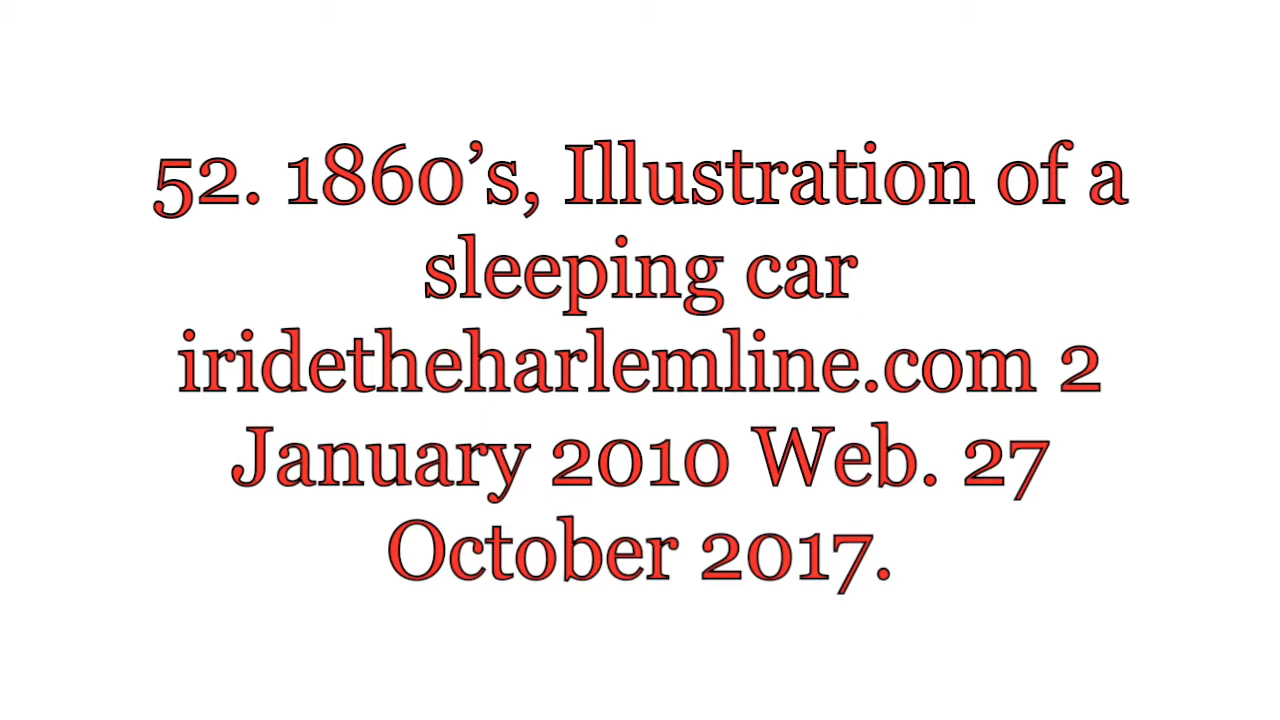 52. 1860’s, Illustration of a
sleeping car
iridetheharlemline.com 2
January 2010 Web. 27
October 2017.